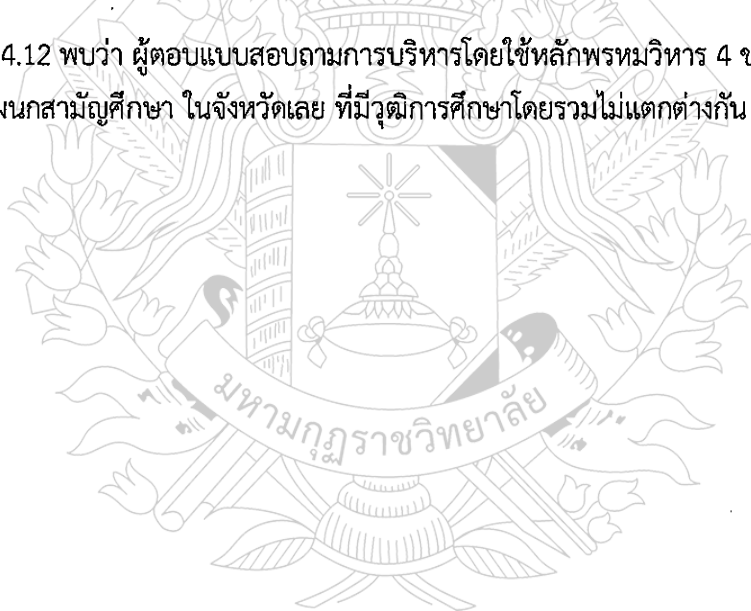 4.12 พบว่า ผู้ตอบแบบสอบถามการบริหารโดยใช้หลักพรหมวิหาร 4
นกสามัญศึกษา ในจังหวัดเลย ที่มีวุฒิการศึกษาโดยรวมไม่แตกต่างกัน
มหามกุฏราชวิทยาลัย